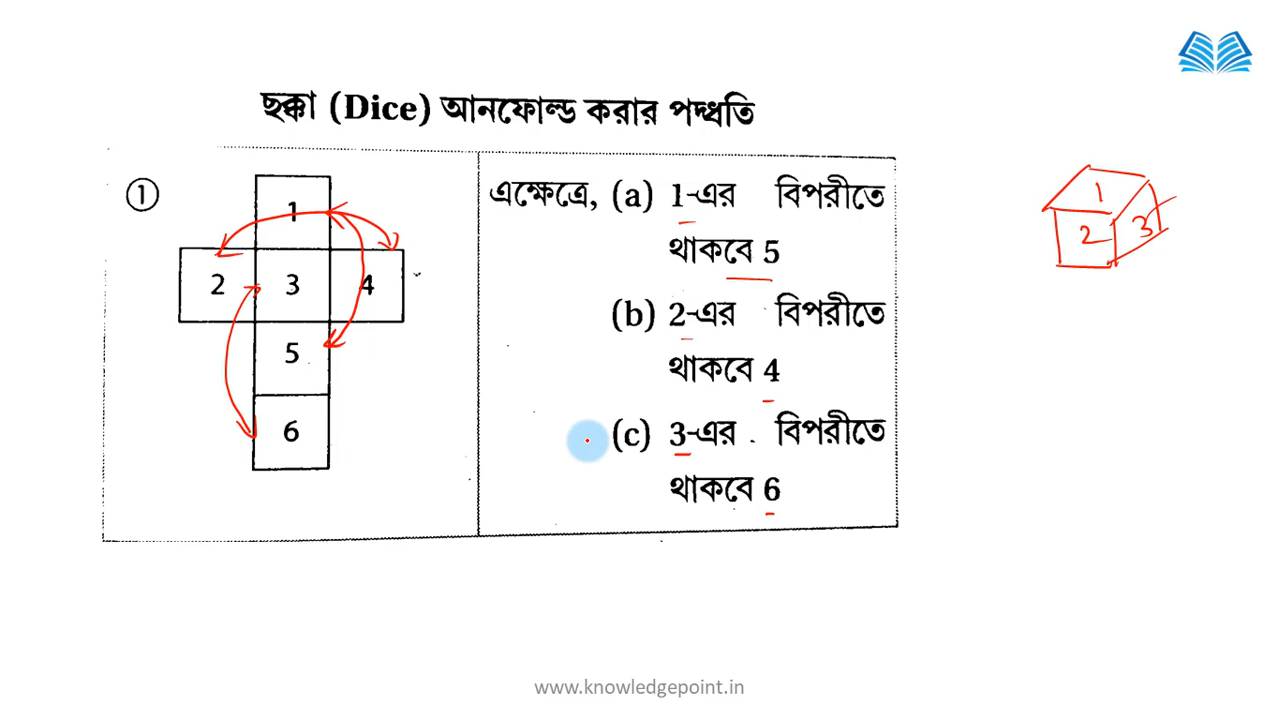 ছক্কা (Dice) আনফোল্ড করার পদ্ধতি
①
1
2 3 4
5
6
এক্ষেত্রে, (a) 1-এর বিপরীতে
থাকবে 5
(b) 2-এর বিপরীতে
থাকবে 4
(c) 3-এর বিপরীতে
থাকবে 6
1
2 3
www.knowledgepoint.in